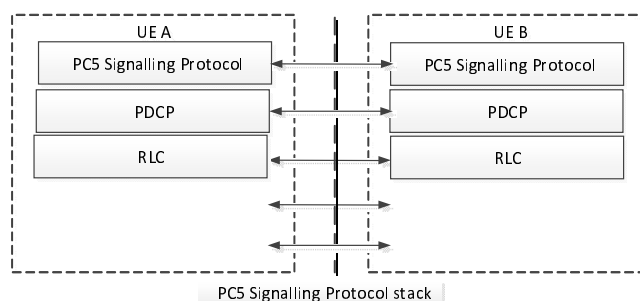 UE A
UE B
PC5 Signalling Protocol
PC5 Signalling Protocol
PDCP
PDCP
RLC
RLC
PC5 Signalling Protocol stack